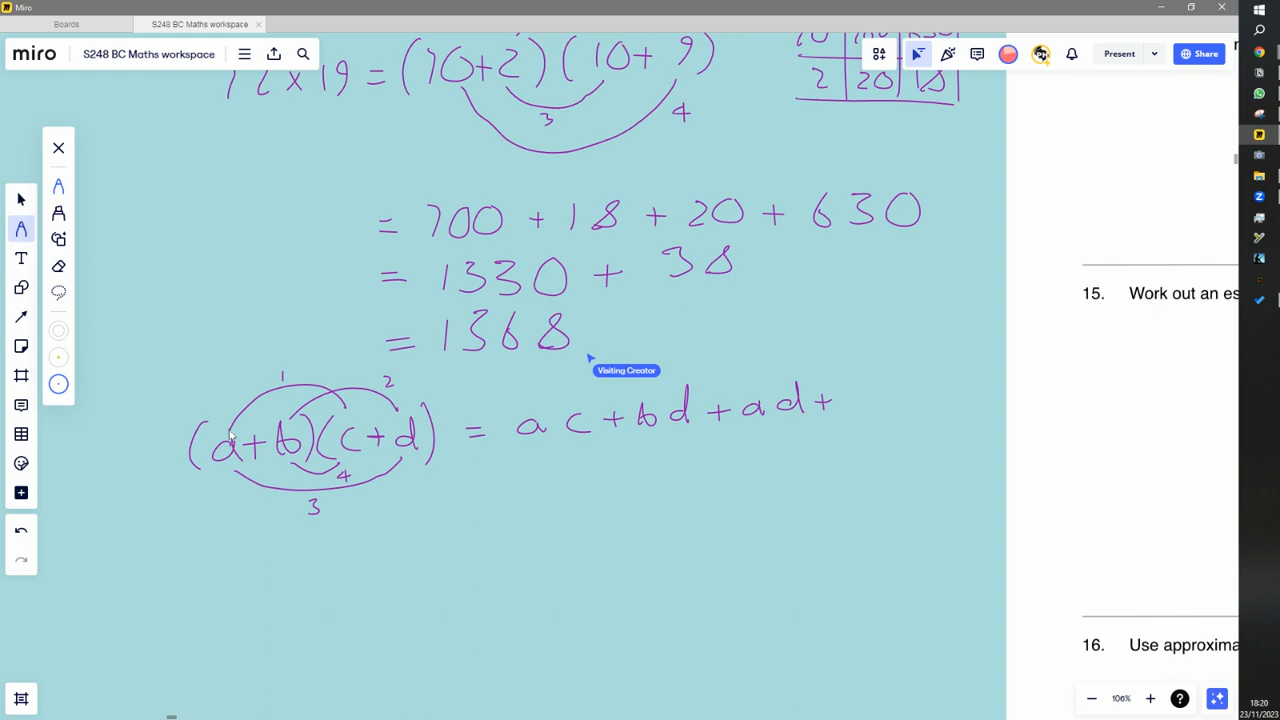 Miro
Boards
S248 BC Maths workspace
miro
S248 BC Maths workspace
Present
Share
72 x 19 = (70+2)(10+9)
2 20 18
3
4
= 700 + 18 + 20 + 630
= 1330 + 38
= 1368
Visiting Creator
1
2
(a+b)(c+d) = ac+bd+ad+
4
3
15. Work out an es
16. Use approxima
106%
18:20
23/11/2023